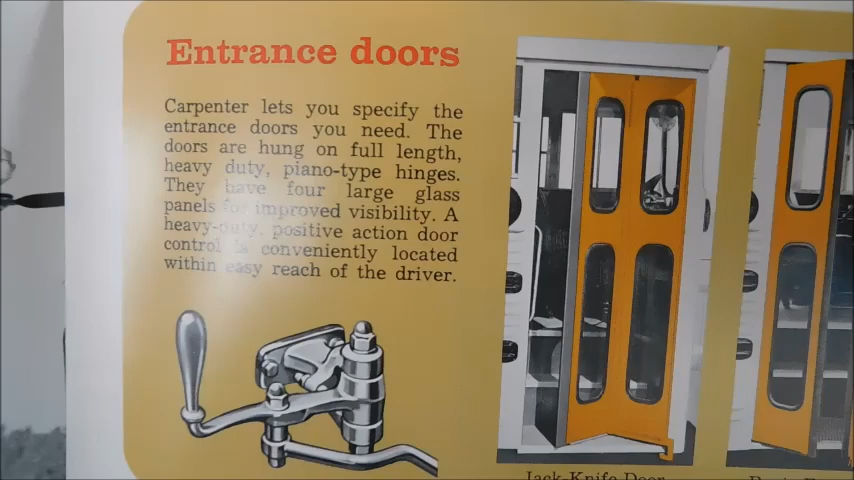 Entrance doors
Carpenter lets you specify the
entrance doors you need. The
doors are hung on full length,
heavy duty, piano-type hinges.
They have four large glass
panels for improved visibility. A
heavy-duty, positive action door
control is conveniently located
within easy reach of the driver.
Jack-Knife Door